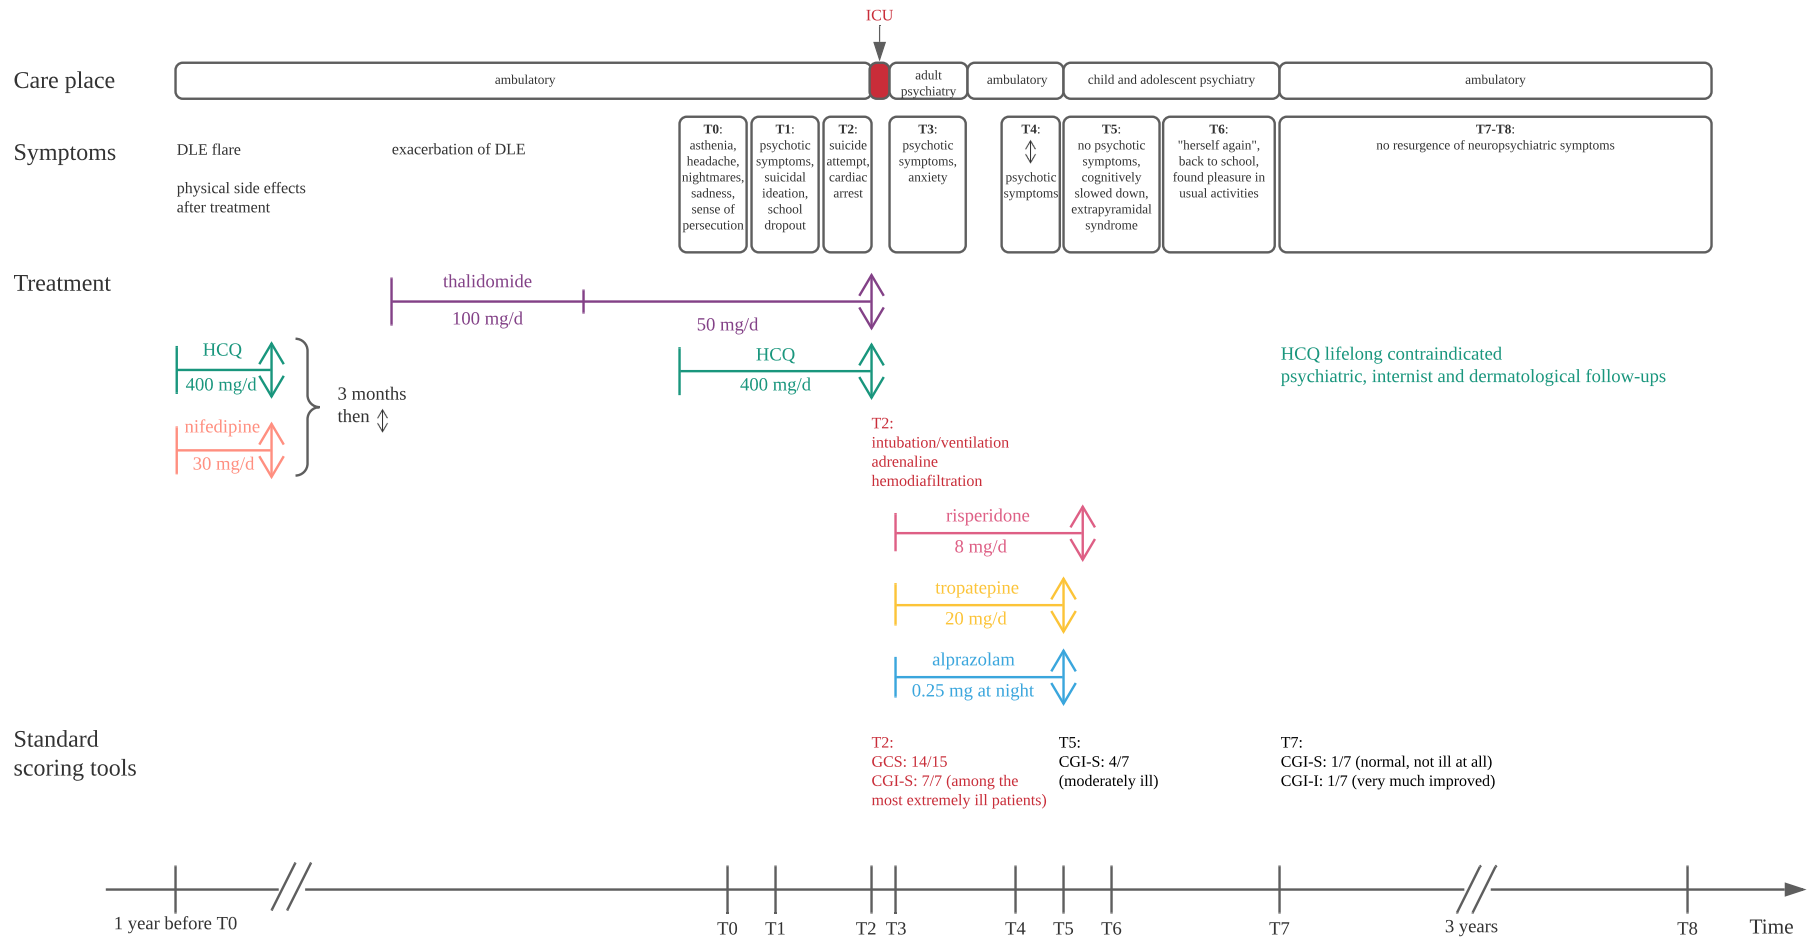 ICU
Care place
ambulatory
adult
psychiatry
ambulatory
child and adolescent psychiatry
ambulatory
Symptoms
DLE flare
physical side effects
after treatment
exacerbation of DLE
T0:
asthenia,
headache,
nightmares,
sadness,
sense of
persecution
T1:
psychotic
symptoms,
suicidal
ideation,
school
dropout
T2:
suicide
attempt,
cardiac
arrest
T3:
psychotic
symptoms,
anxiety
T4:
psychotic
symptoms
T5:
no psychotic
symptoms,
cognitively
slowed down,
extrapyramidal
syndrome
T6:
"herself again",
back to school,
found pleasure in
usual activities
T7-T8:
no resurgence of neuropsychiatric symptoms
Treatment
thalidomide
100 mg/d
50 mg/d
HCQ
400 mg/d
nifedipine
30 mg/d
3 months
then
HCQ
400 mg/d
HCQ lifelong contraindicated
psychiatric, internist and dermatological follow-ups
T2:
intubation/ventilation
adrenaline
hemodiafiltration
risperidone
8 mg/d
tropatepine
20 mg/d
alprazolam
0.25 mg at night
Standard
scoring tools
T2:
GCS: 14/15
CGI-S: 7/7 (among the
most extremely ill patients)
T5:
CGI-S: 4/7
(moderately ill)
T7:
CGI-S: 1/7 (normal, not ill at all)
CGI-I: 1/7 (very much improved)
1 year before T0
T0
T1
T2
T3
T4
T5
T6
T7
3 years
T8
Time